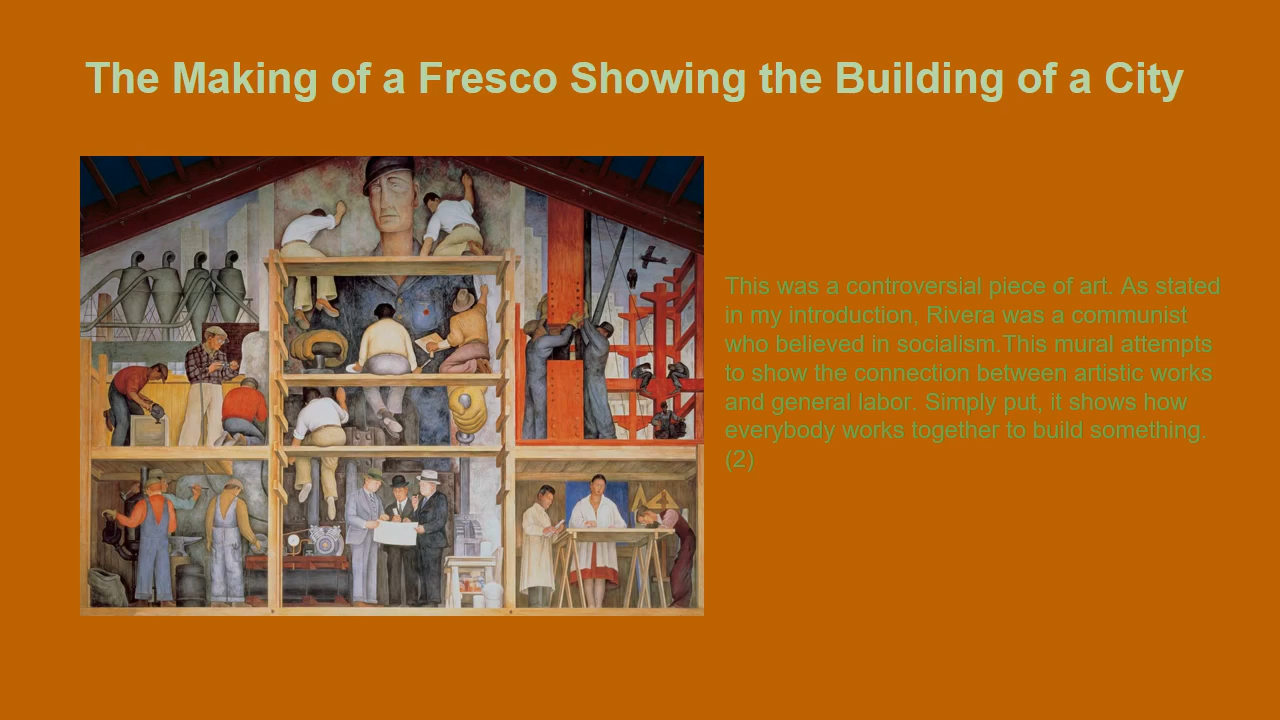 The Making of a Fresco Showing the Building of a City
This was a controversial piece of art. As stated
in my introduction, Rivera was a communist
who believed in socialism.This mural attempts
to show the connection between artistic works
and general labor. Simply put, it shows how
everybody works together to build something.
(2)